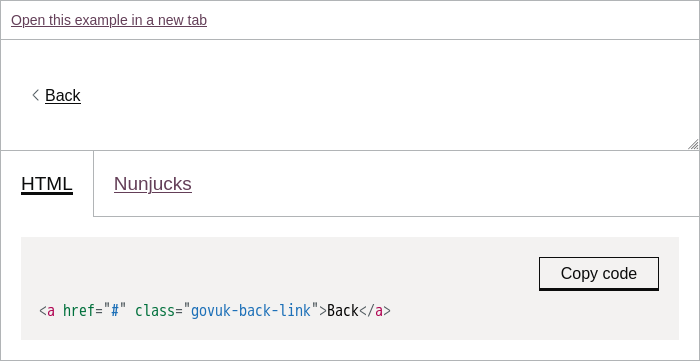 Open this example in a new tab
Back
HTML
Nunjucks
Copy code
<a href="#" class="govuk-back-link">Back</a>